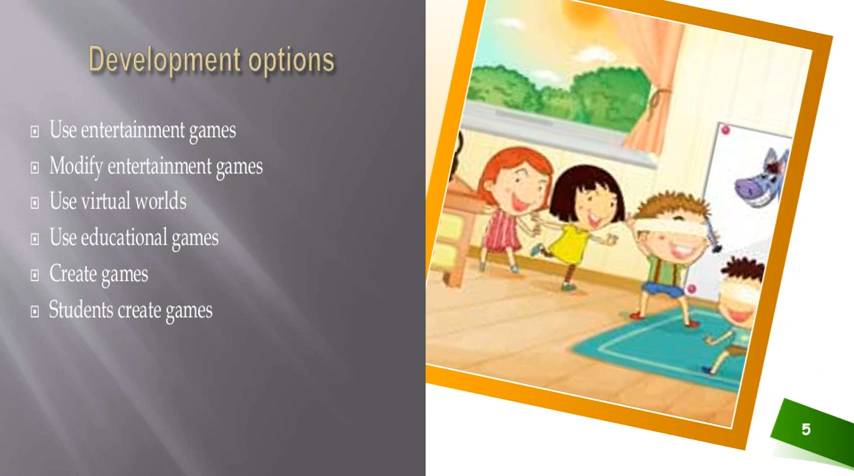 Development options
Use entertainment games
Modify entertainment games
Use virtual worlds
Use educational games
Create games
Students create games
5